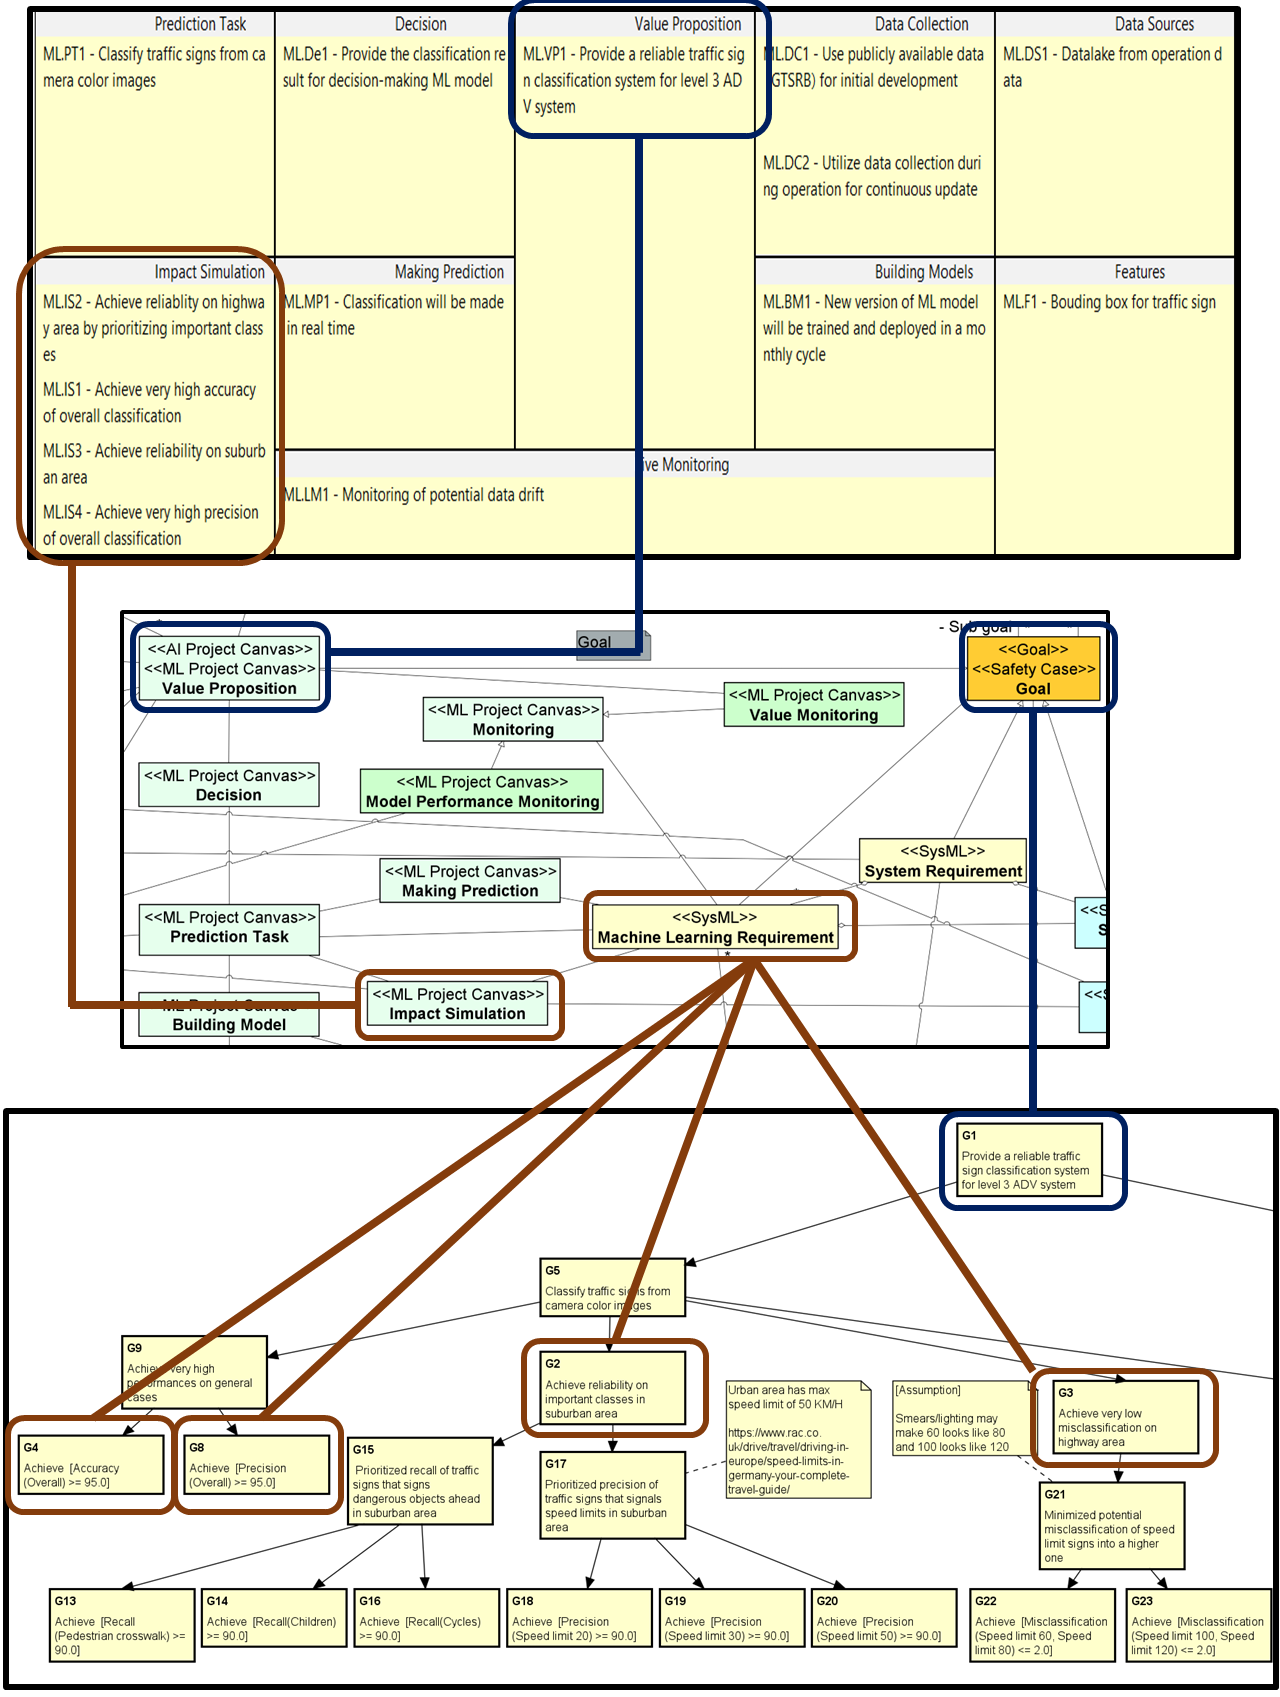 Prediction Task
ML.PT1 - Classify traffic signs from ca
mera color images
Decision
ML.De1 - Provide the classification re
sult for decision-making ML model
Value Proposition
ML.VP1 - Provide a reliable traffic sig
n classification system for level 3 AD
V system
Data Collection
ML.DC1 - Use publicly available data
GTSRB) for initial development
ML.DC2 - Utilize data collection duri
ng operation for continuous update
Data Sources
ML.DS1 - Datalake from operation d
ata
Impact Simulation
ML.IS2 - Achieve reliablity on highwa
y area by prioritizing important class
es
ML.IS1 - Achieve very high accuracy
of overall classification
ML.IS3 - Achieve reliability on suburb
an area
ML.IS4 - Achieve very high precision
of overall classification
Making Prediction
ML.MP1 - Classification will be made
in real time
Building Models
ML.BM1 - New version of ML model
will be trained and deployed in a mo
nthly cycle
Features
ML.F1 - Bouding box for traffic sign
ive Monitoring
ML.LM1 - Monitoring of potential data drift
<<AI Project Canvas>>
<<ML Project Canvas>>
Value Proposition
Goal
- Sub goal
<<Goal>>
<<Safety Case>>
Goal
<<ML Project Canvas>>
Monitoring
<<ML Project Canvas>>
Value Monitoring
<<ML Project Canvas>>
Decision
<<ML Project Canvas>>
Model Performance Monitoring
<<SysML>>
System Requirement
<<ML Project Canvas>>
Making Prediction
<<ML Project Canvas>>
Prediction Task
<<SysML>>
Machine Learning Requirement
*
<<S
S
<<ML Project Canvas>>
Impact Simulation
ML Project Canvas
Building Model
<<S
G1
Provide a reliable traffic
sign classification system
for level 3 ADV system
G5
Classify traffic signs from
camera color images
G9
Achieve very high
performances on general
cases
G2
Achieve reliability on
important classes in
suburban area
Urban area has max
speed limit of 50 KM/H
https://www.rac.co.
uk/drive/travel/driving-in-
europe/speed-limits-in-
germany-your-complete-
travel-guide/
[Assumption]
Smears/lighting may
make 60 looks like 80
and 100 looks like 120
G3
Achieve very low
misclassification on
highway area
G4
Achieve [Accuracy
(Overall) >= 95.0]
G8
Achieve [Precision
(Overall) >= 95.0]
G15
Prioritized recall of traffic
signs that signs
dangerous objects ahead
in suburban area
G17
Prioritized precision of
traffic signs that signals
speed limits in suburban
area
G21
Minimized potential
misclassification of speed
limit signs into a higher
one
G13
Achieve [Recall
(Pedestrian crosswalk) >=
90.0]
G14
Achieve [Recall(Children)
>= 90.0]
G16
Achieve [Recall(Cycles)
>= 90.0]
G18
Achieve [Precision
(Speed limit 20) >= 90.0]
G19
Achieve [Precision
(Speed limit 30) >= 90.0]
G20
Achieve [Precision
(Speed limit 50) >= 90.0]
G22
Achieve [Misclassification
(Speed limit 60, Speed
limit 80) <= 2.0]
G23
Achieve [Misclassification
(Speed limit 100, Speed
limit 120) <= 2.0]